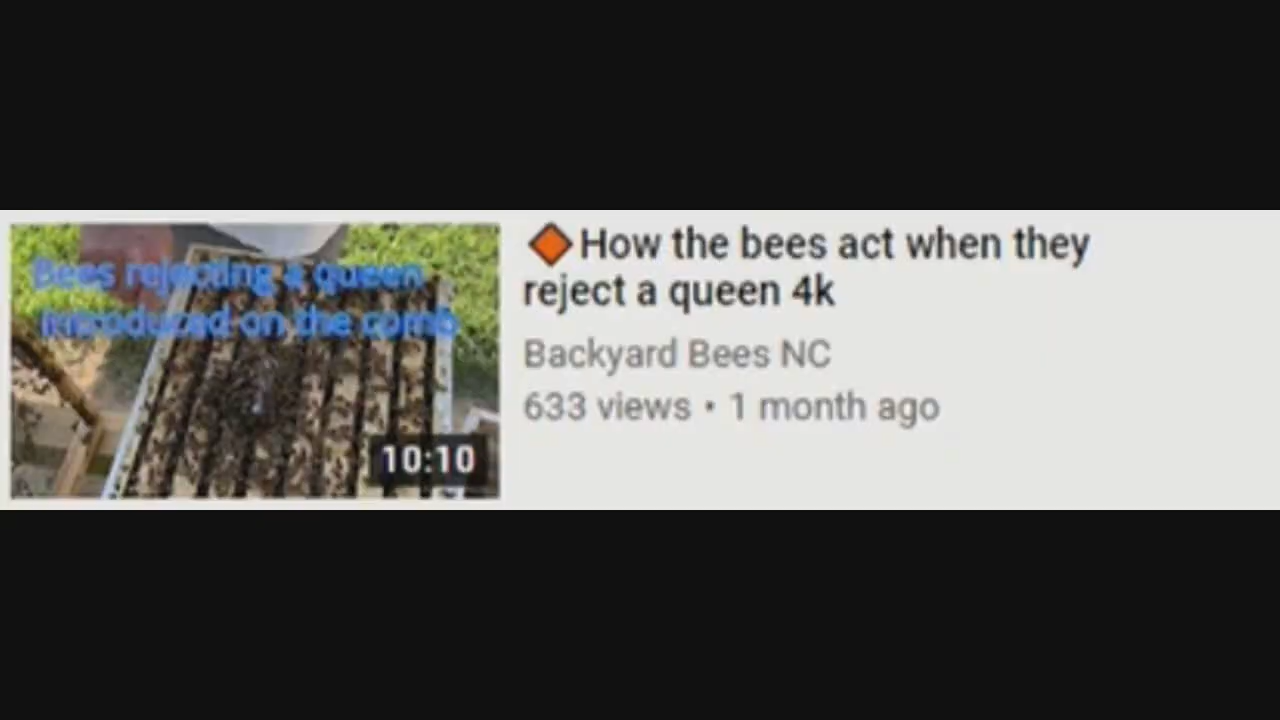 Bees rejecting a queen
introduced on the comb
10:10
🔶How the bees act when they
reject a queen 4k
Backyard Bees NC
633 views • 1 month ago